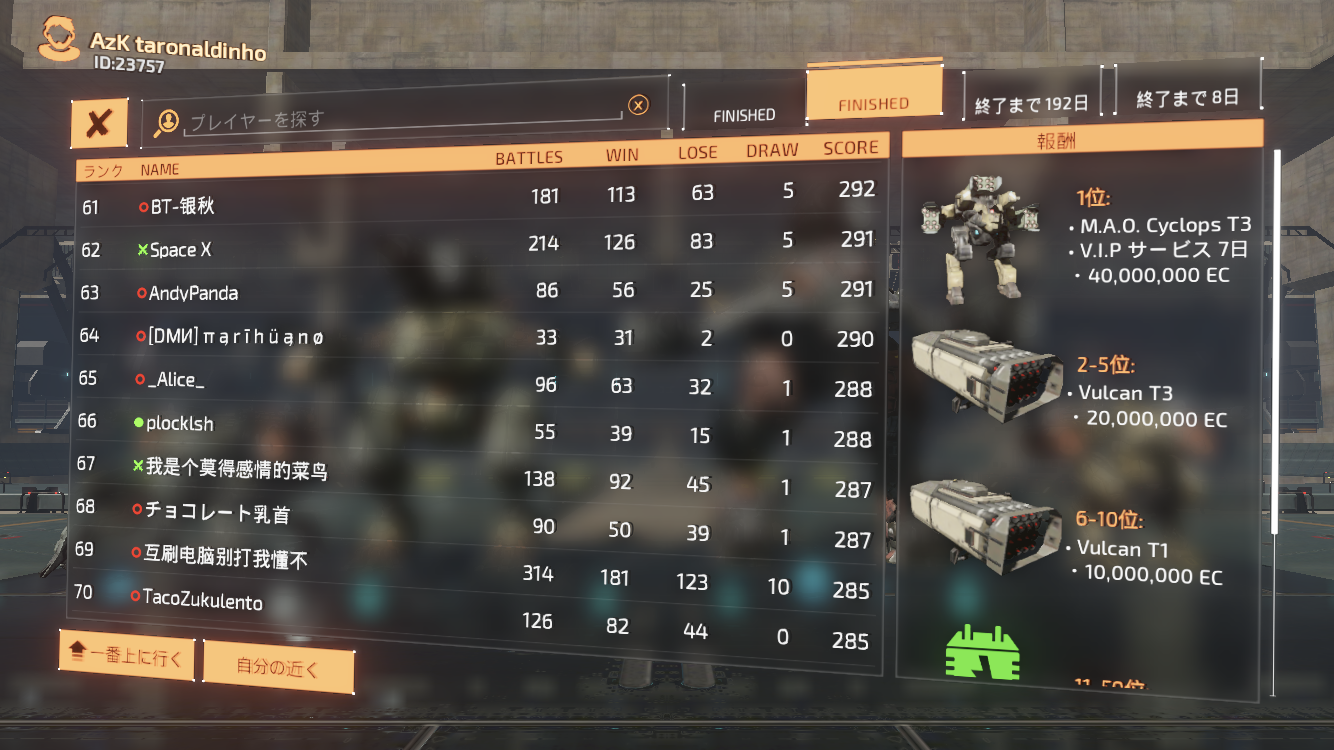 AzK taronaldinho
ID:23757
プレイヤーを探す
FINISHED
FINISHED
終了まで 192日
終了まで 8日
ランク NAME BATTLES WIN LOSE DRAW SCORE
61 BT-银秋 181 113 63 5 292
62 Space X 214 126 83 5 291
63 AndyPanda 86 56 25 5 291
64 [DMИ] π ą r ī h ü ą n ø 33 31 2 0 290
65 _Alice_ 96 63 32 1 288
66 plocklsh 55 39 15 1 288
67 我是个莫得感情的菜鸟 138 92 45 1 287
68 チョコレート乳首 90 50 39 1 287
69 互刷电脑别打我懂不 314 181 123 10 285
70 TacoZukulento 126 82 44 0 285
一番上に行く
自分の近く
報酬
1位:
• M.A.O. Cyclops T3
• V.I.P サービス 7日
• 40,000,000 EC
2-5位:
• Vulcan T3
• 20,000,000 EC
6-10位:
• Vulcan T1
• 10,000,000 EC
11-50位: